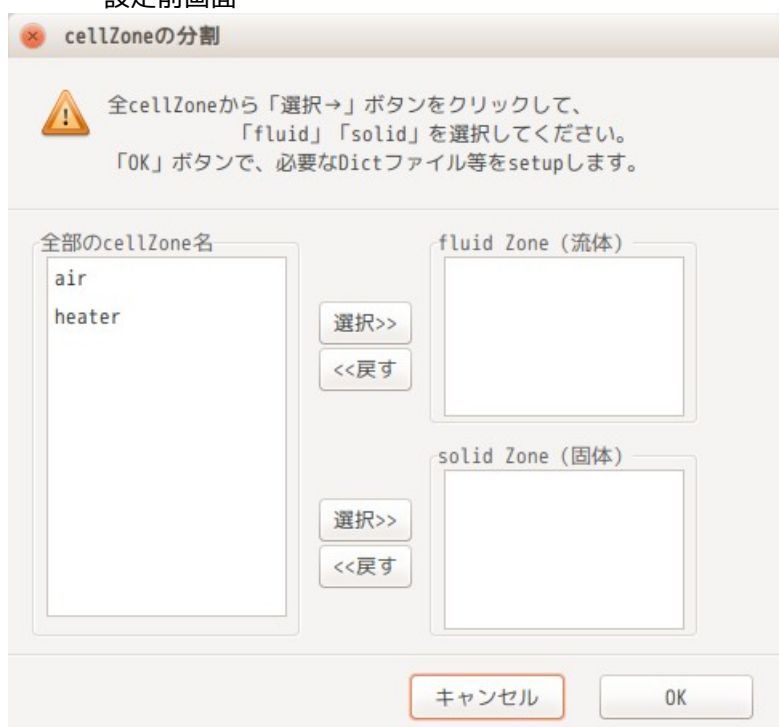 設定前画面
cellZoneの分割
全cellZoneから「選択→」ボタンをクリックして、
「fluid」「solid」を選択してください。
「OK」ボタンで、必要なDictファイル等をsetupします。
全部のcellZone名
air
heater
選択>>
<<戻す
fluid Zone (流体)
選択>>
<<戻す
solid Zone (固体)
キャンセル
OK